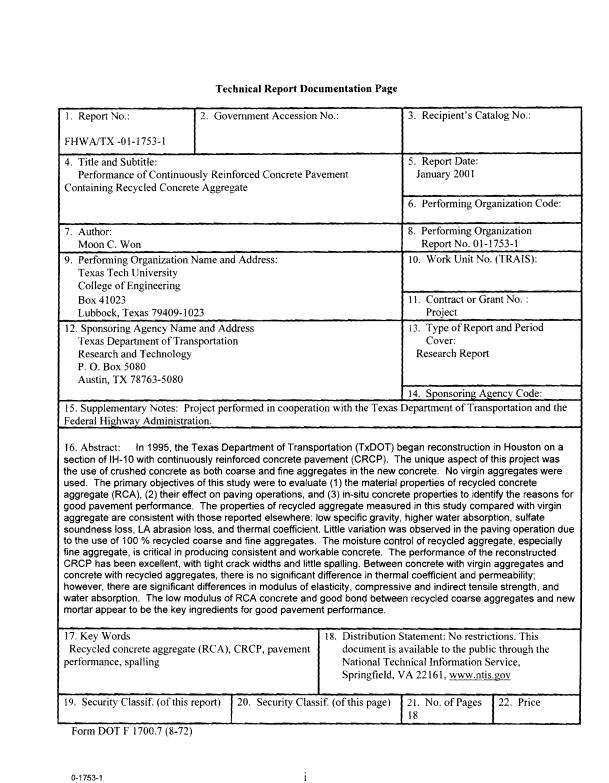 Technical Report Documentation Page
1. Report No.:
FHWA/TX -01-1753-1
2. Government Accession No.:
3. Recipient's Catalog No.:
4. Title and Subtitle:
Performance of Continuously Reinforced Concrete Pavement
Containing Recycled Concrete Aggregate
5. Report Date:
January 2001
6. Performing Organization Code:
7. Author:
Moon C. Won
8. Performing Organization
Report No. 01-1753-1
9. Performing Organization Name and Address:
Texas Tech University
College of Engineering
Box 41023
Lubbock, Texas 79409-1023
10. Work Unit No. (TRAIS):
11. Contract or Grant No. :
Project
12. Sponsoring Agency Name and Address
Texas Department of Transportation
Research and Technology
P. O. Box 5080
Austin, TX 78763-5080
13. Type of Report and Period
Cover:
Research Report
14. Sponsoring Agency Code:
15. Supplementary Notes: Project performed in cooperation with the Texas Department of Transportation and the
Federal Highway Administration.
16. Abstract: In 1995, the Texas Department of Transportation (TxDOT) began reconstruction in Houston on a
section of IH-10 with continuously reinforced concrete pavement (CRCP). The unique aspect of this project was
the use of crushed concrete as both coarse and fine aggregates in the new concrete. No virgin aggregates were
used. The primary objectives of this study were to evaluate (1) the material properties of recycled concrete
aggregate (RCA), (2) their effect on paving operations, and (3) in-situ concrete properties to identify the reasons for
good pavement performance. The properties of recycled aggregate measured in this study compared with virgin
aggregate are consistent with those reported elsewhere: low specific gravity, higher water absorption, sulfate
soundness loss, LA abrasion loss, and thermal coefficient. Little variation was observed in the paving operation due
to the use of 100 % recycled coarse and fine aggregates. The moisture control of recycled aggregate, especially
fine aggregate, is critical in producing consistent and workable concrete. The performance of the reconstructed
CRCP has been excellent, with tight crack widths and little spalling. Between concrete with virgin aggregates and
concrete with recycled aggregates, there is no significant difference in thermal coefficient and permeability;
however, there are significant differences in modulus of elasticity, compressive and indirect tensile strength, and
water absorption. The low modulus of RCA concrete and good bond between recycled coarse aggregates and new
mortar appear to be the key ingredients for good pavement performance.
17. Key Words
Recycled concrete aggregate (RCA), CRCP, pavement
performance, spalling
18. Distribution Statement: No restrictions. This
document is available to the public through the
National Technical Information Service,
Springfield, VA 22161, www.ntis.gov
19. Security Classif. (of this report)
20. Security Classif. (of this page)
21. No. of Pages
18
22. Price
Form DOT F 1700.7 (8-72)
0-1753-1
i